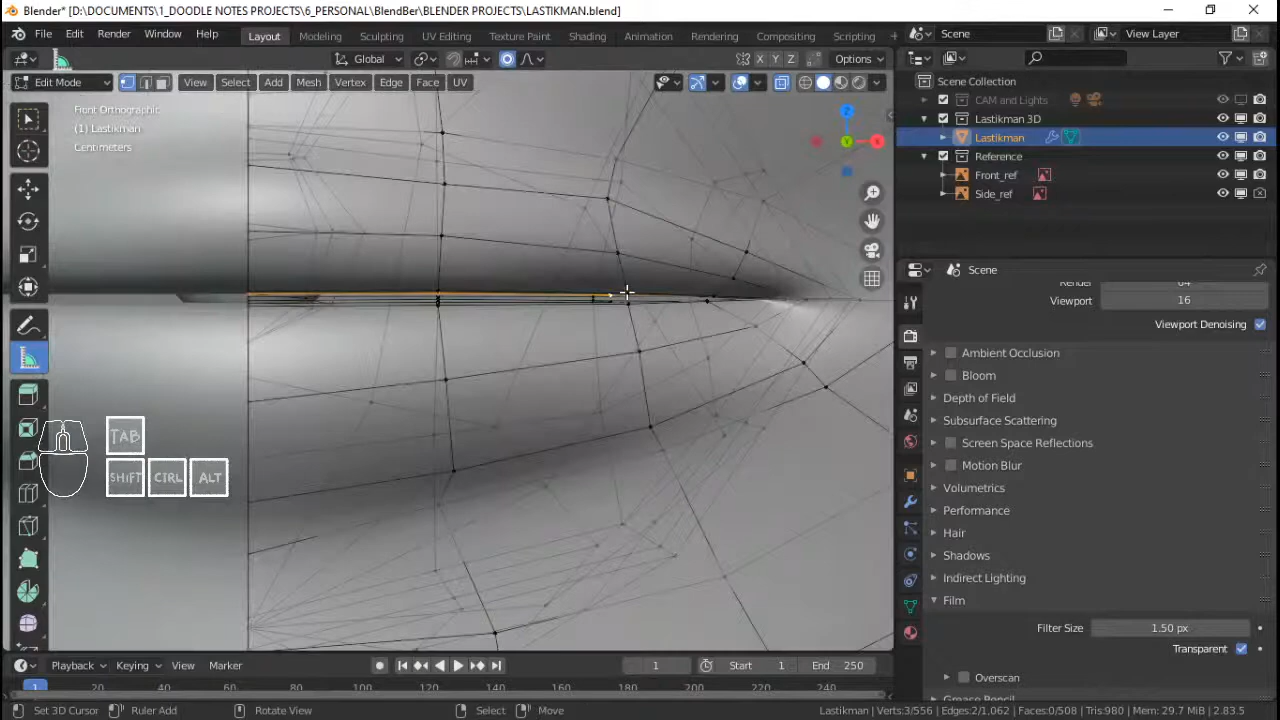 Blender* [D:\DOCUMENTS\1_DOODLE NOTES PROJECTS\6_PERSONAL\BlendBer\BLENDER PROJECTS\LASTIKMAN.blend]
File Edit Render Window Help Layout Modeling Sculpting UV Editing Texture Paint Shading Animation Rendering Compositing Scripting Scene View Layer
Global X Y Z Options
Edit Mode View Select Add Mesh Vertex Edge Face UV
Scene Collection
CAM and Lights
Lastikman 3D
Lastikman
Reference
Front_ref
Side_ref
Front Orthographic
(1) Lastikman
Centimeters
Z
Y
X
TAB
SHIFT CTRL ALT
Scene
Render 64
Viewport 16
Viewport Denoising
Ambient Occlusion
Bloom
Depth of Field
Subsurface Scattering
Screen Space Reflections
Motion Blur
Volumetrics
Performance
Hair
Shadows
Indirect Lighting
Film
Filter Size 1.50 px
Transparent
Overscan
Grease Pencil
Playback Keying View Marker 1 Start 1 End 250
1 20 40 60 80 100 120 140 160 180 200 220 240
Set 3D Cursor Ruler Add Rotate View Select Move Lastikman | Verts:3/556 | Edges:2/1,062 | Faces:0/508 | Tris:980 | Mem: 29.7 MiB | 2.83.5